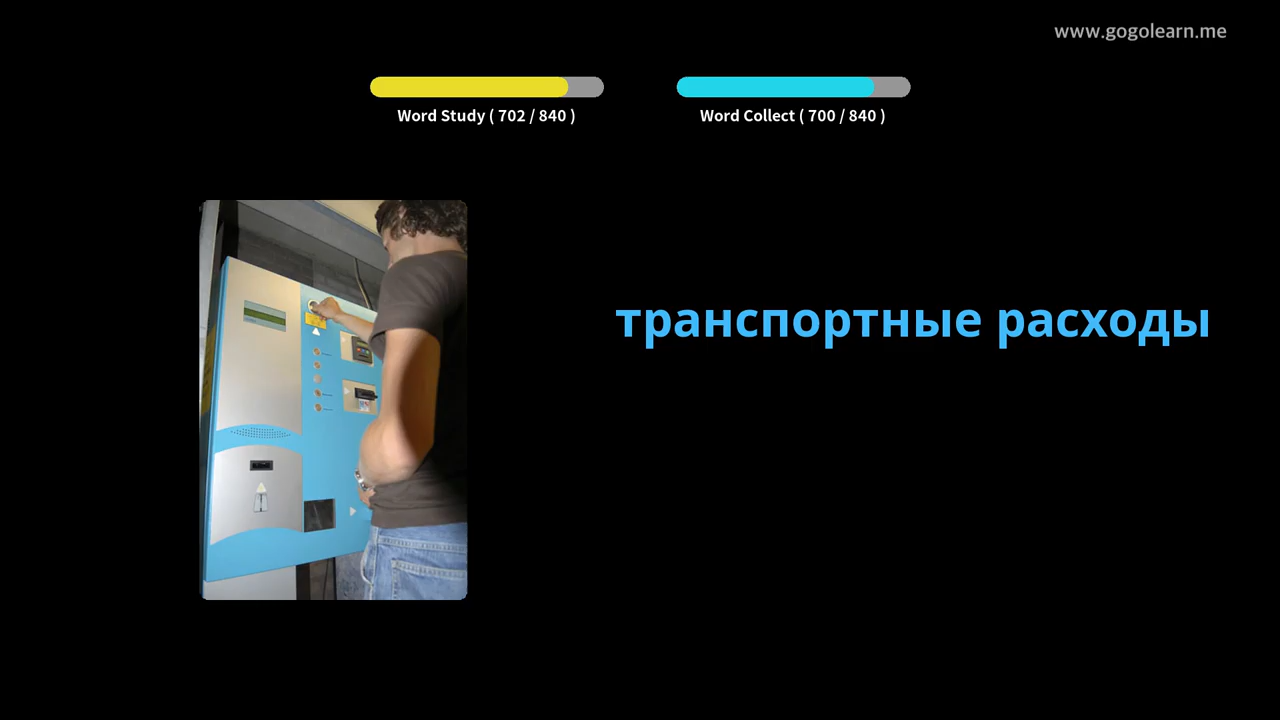 www.gogolearn.me
Word Study ( 702 / 840 )
Word Collect ( 700 / 840 )
транспортные расходы